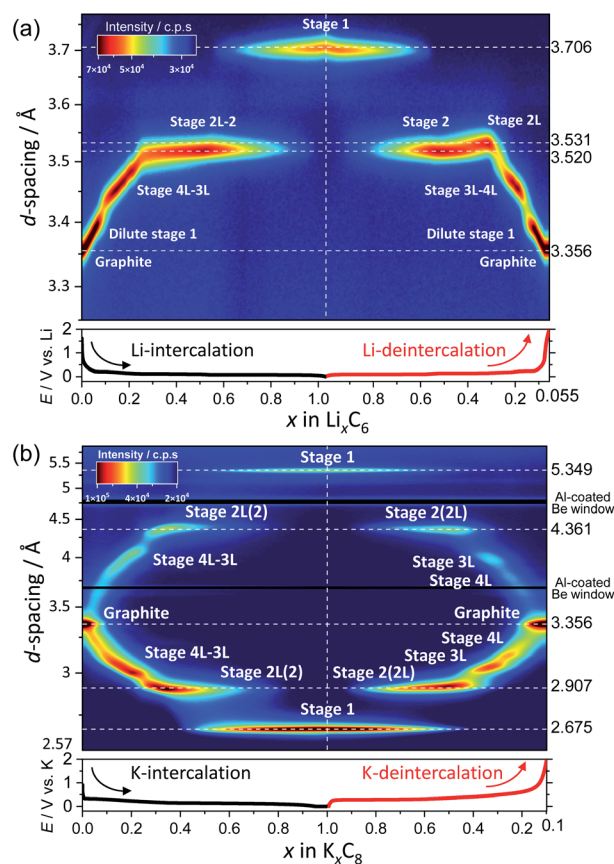 (a)
Intensity / c.p.s
7×10⁴ 5×10⁴ 3×10⁴
Stage 1
3.7
3.706
3.6
Stage 2L-2
Stage 2
Stage 2L
3.531
3.5
3.520
Stage 4L-3L
Stage 3L-4L
3.4
Dilute stage 1
Dilute stage 1
3.356
Graphite
Graphite
3.3
d-spacing / Å
E / V vs. Li
2
1
0
Li-intercalation
Li-deintercalation
0.0 0.2 0.4 0.6 0.8 1.0 0.8 0.6 0.4 0.2 0.055
x in LiₓC₆
(b)
Intensity / c.p.s
1×10⁵ 4×10⁴ 2×10⁴
Stage 1
5.5
5.349
5
Al-coated
Be window
4.5
Stage 2L(2)
Stage 2(2L)
4.361
4
Stage 4L-3L
Stage 3L
Stage 4L
Al-coated
Be window
3.5
Graphite
Graphite
3.356
Stage 4L
Stage 4L-3L
Stage 3L
3
Stage 2L(2)
Stage 2(2L)
2.907
Stage 1
2.675
2.57
d-spacing / Å
E / V vs. K
2
1
0
K-intercalation
K-deintercalation
0.0 0.2 0.4 0.6 0.8 1.0 0.8 0.6 0.4 0.2 0.1
x in KₓC₈